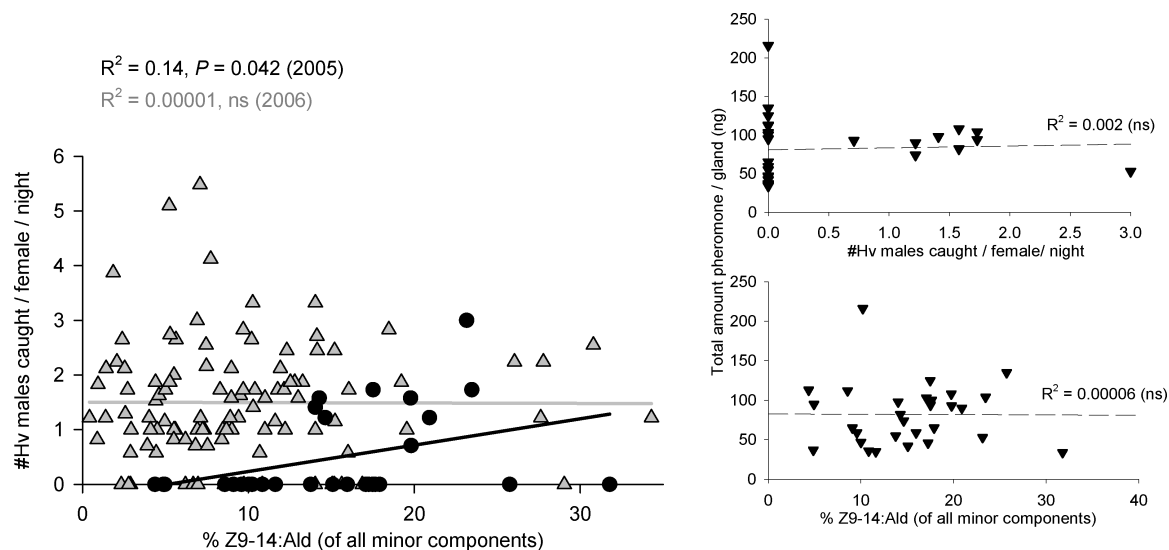 R² = 0.14, P = 0.042 (2005)
R² = 0.00001, ns (2006)
6
5
4
3
2
1
0
#Hv males caught / female / night
0 10 20 30
% Z9-14:Ald (of all minor components)
Total amount pheromone / gland (ng)
250
200
150
100
50
0
R² = 0.002 (ns)
0.0 0.5 1.0 1.5 2.0 2.5 3.0
#Hv males caught / female/ night
250
200
150
100
50
0
R² = 0.00006 (ns)
0 10 20 30 40
% Z9-14:Ald (of all minor components)